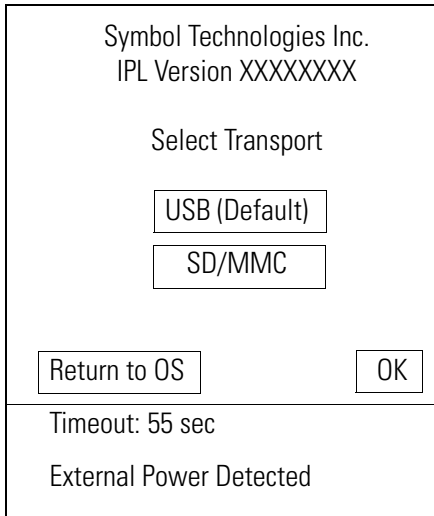 Symbol Technologies Inc.
IPL Version XXXXXXXX
Select Transport
USB (Default)
SD/MMC
Return to OS
OK
Timeout: 55 sec
External Power Detected